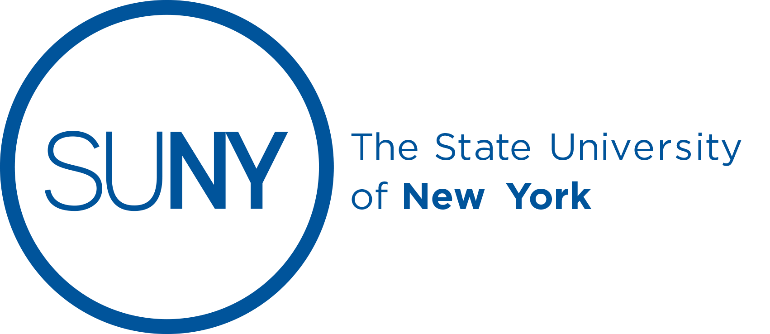 SUNY
The State University
of New York